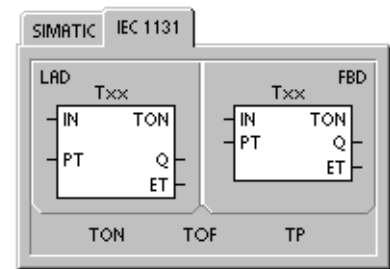 SIMATIC IEC 1131
LAD FBD
Txx Txx
IN TON IN TON
PT Q PT Q
ET ET
TON TOF TP